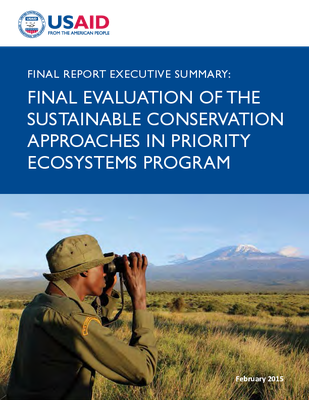 USAID
FROM THE AMERICAN PEOPLE
FINAL REPORT EXECUTIVE SUMMARY:
FINAL EVALUATION OF THE
SUSTAINABLE CONSERVATION
APPROACHES IN PRIORITY
ECOSYSTEMS PROGRAM
February 2015